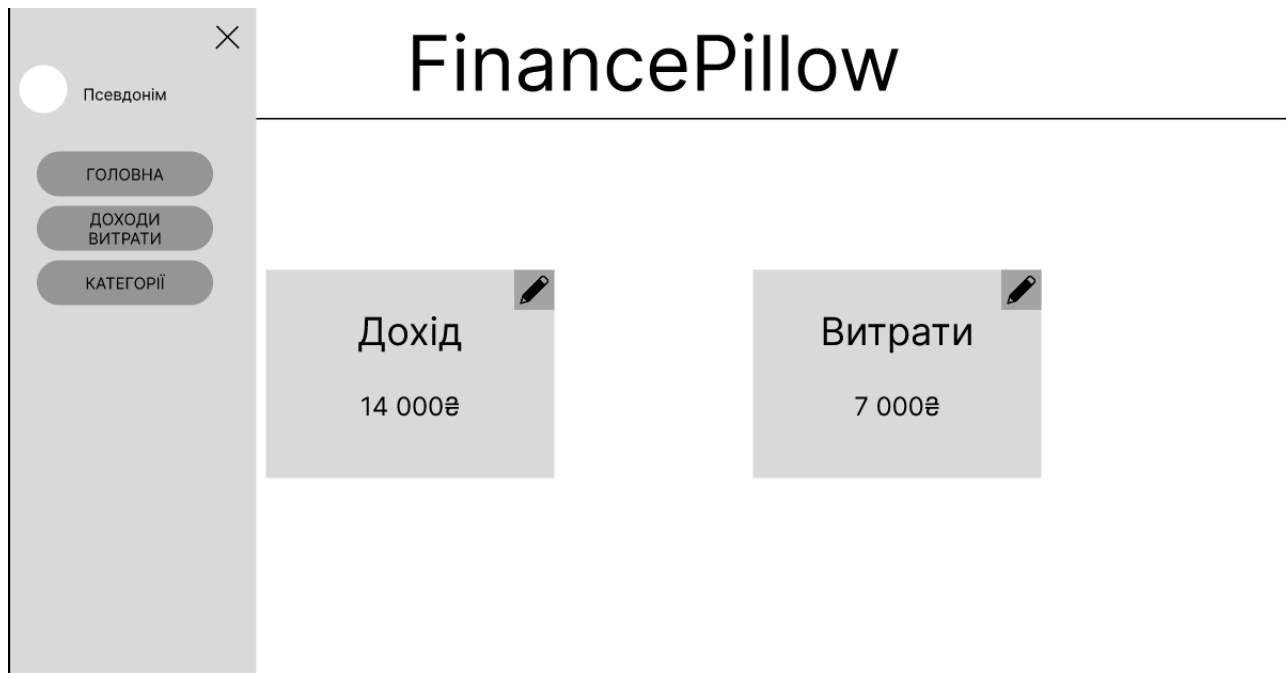 FinancePillow
Псевдонім
ГОЛОВНА
ДОХОДИ
ВИТРАТИ
КАТЕГОРІЇ
Дохід
14 000₴
Витрати
7 000₴